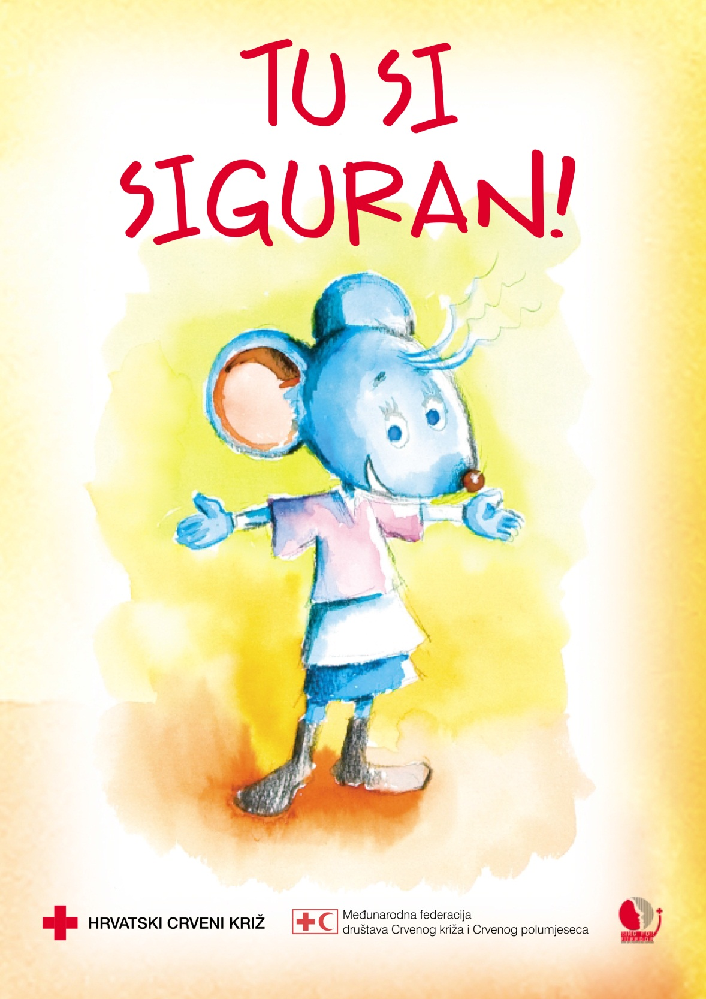 TU SI
SIGURAN!
HRVATSKI CRVENI KRIŽ
Međunarodna federacija
društava Crvenog križa i Crvenog polumjeseca